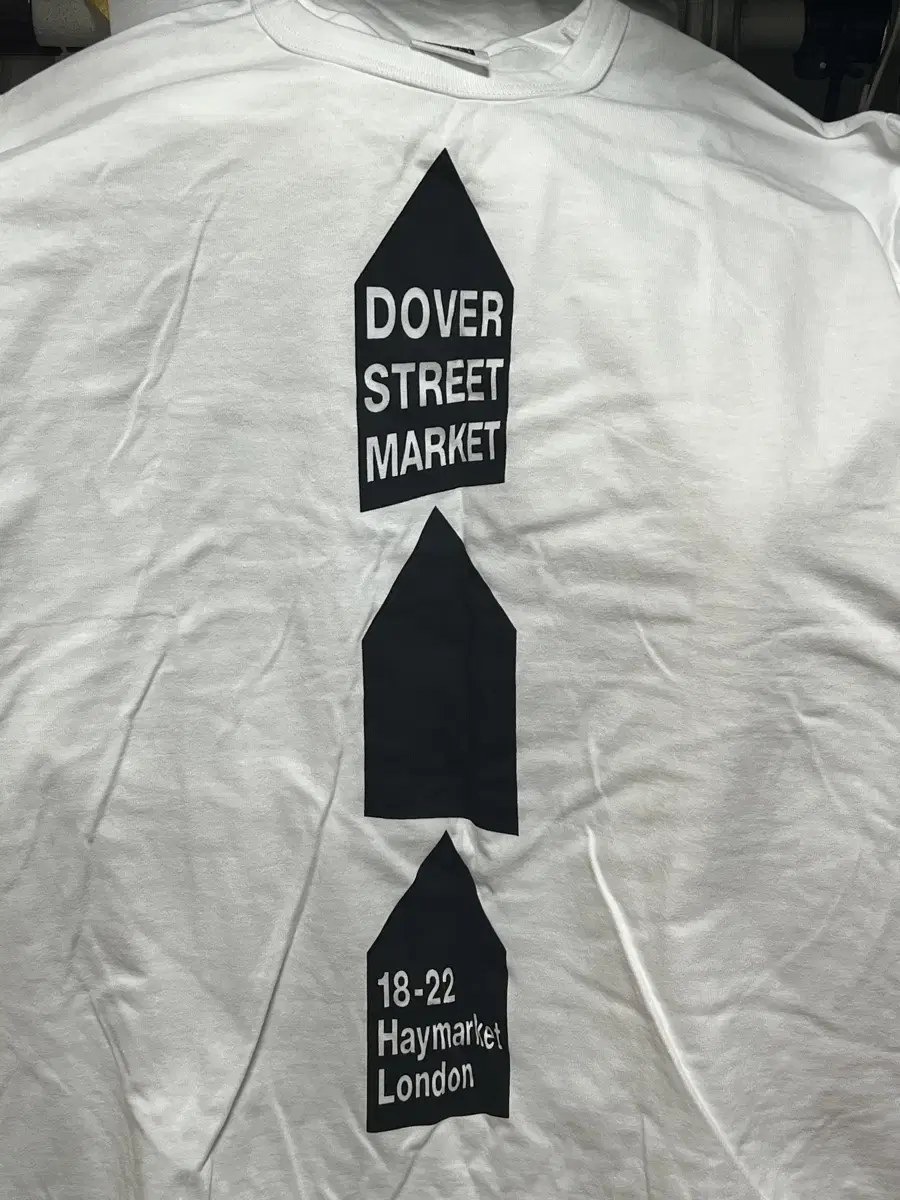 DOVER
STREET
MARKET
18-22
Haymarket
London